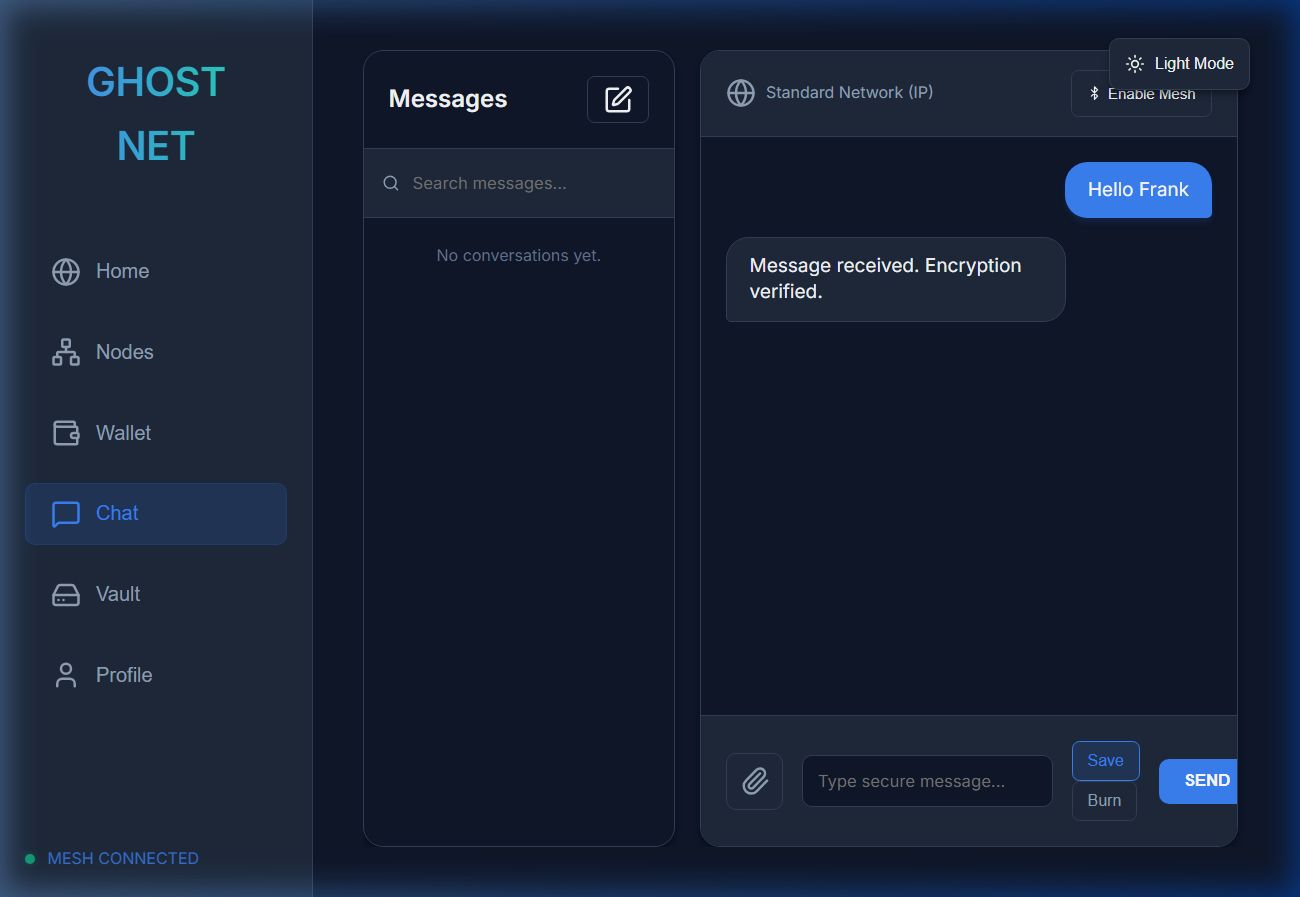 GHOST
NET
Home
Nodes
Wallet
Chat
Vault
Profile
MESH CONNECTED
Messages
Search messages...
No conversations yet.
Standard Network (IP)
Light Mode
Enable Mesh
Hello Frank
Message received. Encryption
verified.
Type secure message...
Save
Burn
SEND